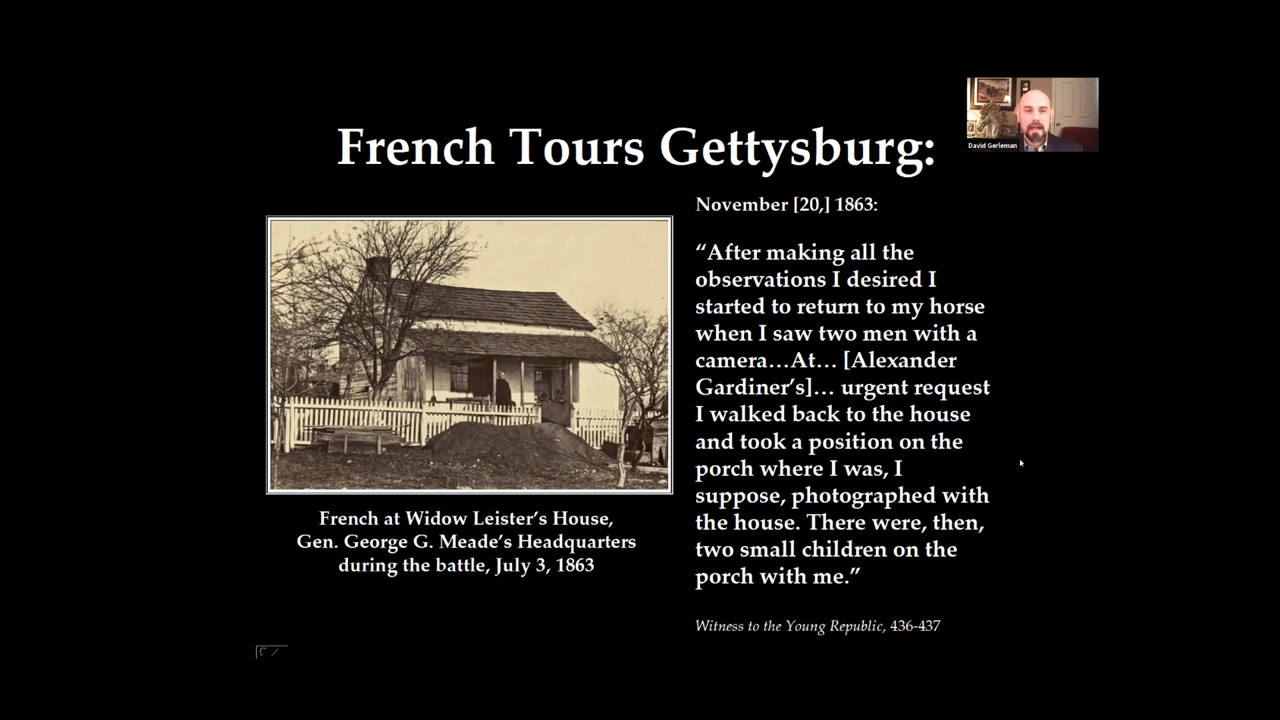 David Gerleman
French Tours Gettysburg:
November [20,] 1863:
“After making all the
observations I desired I
started to return to my horse
when I saw two men with a
camera…At… [Alexander
Gardiner’s]… urgent request
I walked back to the house
and took a position on the
porch where I was, I
suppose, photographed with
the house. There were, then,
two small children on the
porch with me.”
Witness to the Young Republic, 436-437
French at Widow Leister’s House,
Gen. George G. Meade’s Headquarters
during the battle, July 3, 1863